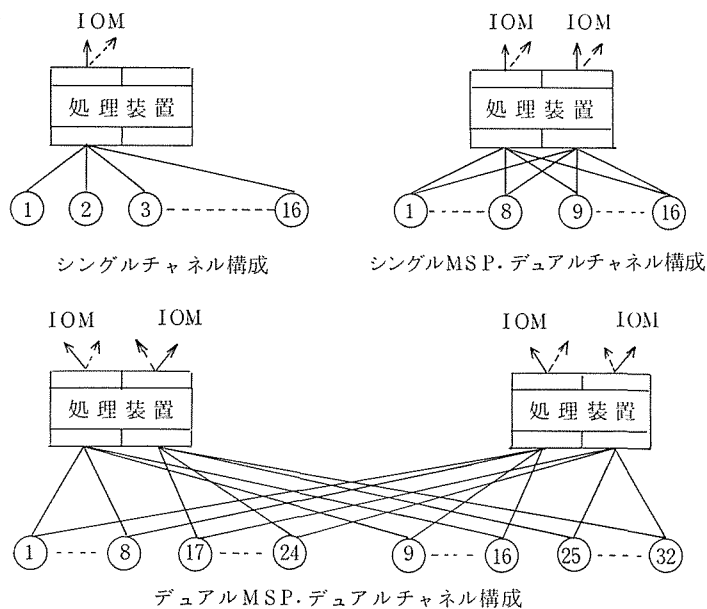 IOM
処理装置
1 2 3 16
シングルチャネル構成
IOM IOM
処理装置
1 8 9 16
シングルMSP.デュアルチャネル構成
IOM IOM
処理装置
IOM IOM
処理装置
1 8 17 24 9 16 25 32
デュアルMSP.デュアルチャネル構成